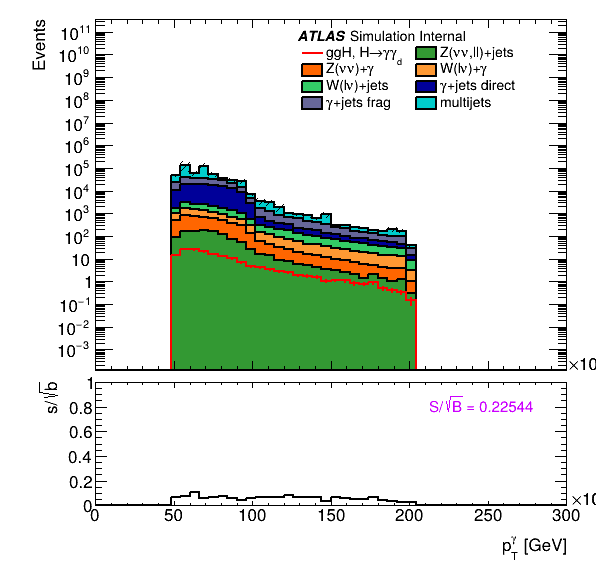 Events
ATLAS Simulation Internal
ggH, H→γγ_d
Z(νν,ll)+jets
Z(νν)+γ
W(lν)+γ
W(lν)+jets
γ+jets direct
γ+jets frag
multijets
10^11
10^10
10^9
10^8
10^7
10^6
10^5
10^4
10^3
10^2
10
1
10^−1
10^−2
10^−3
×10
s/√b
S/√B = 0.22544
1
0.8
0.6
0.4
0.2
0
×10
0 50 100 150 200 250 300
p_T^γ [GeV]